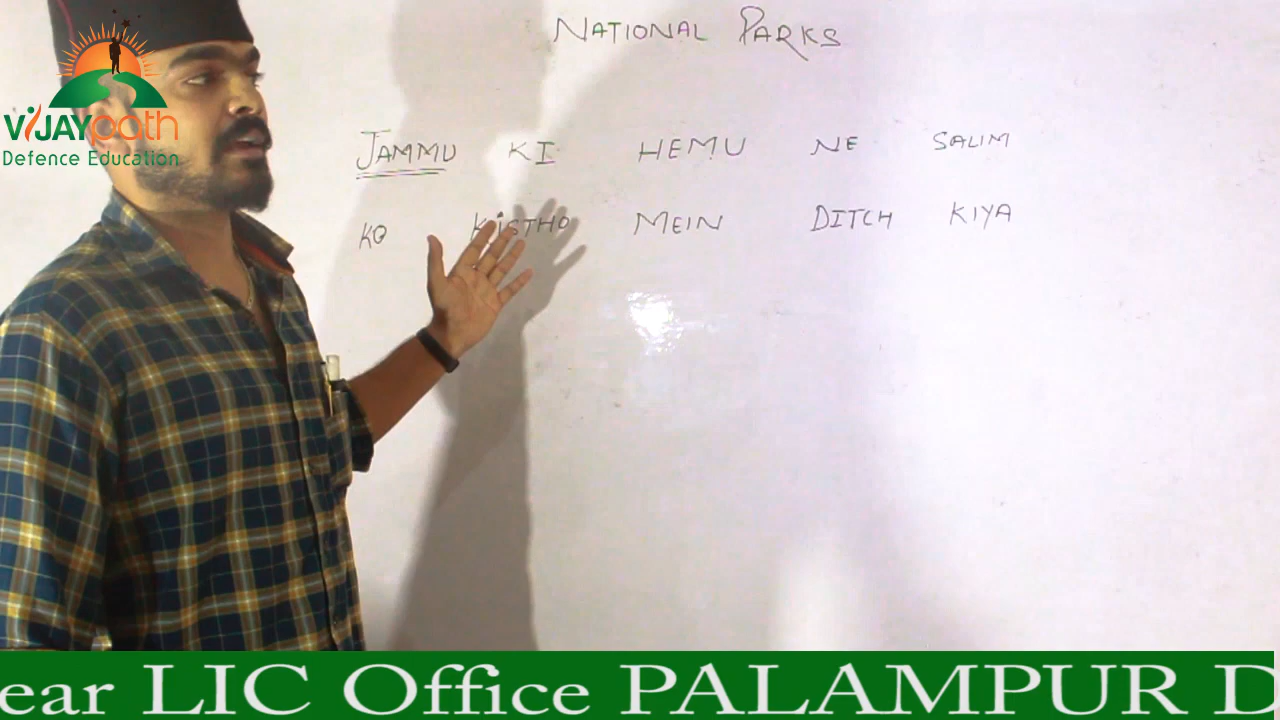 NATIONAL PARKS
VIJAYpath
Defence Education
JAMMU KI HEMU NE SALIM
KO KISTHO MEIN DITCH KIYA
ear LIC Office PALAMPUR D